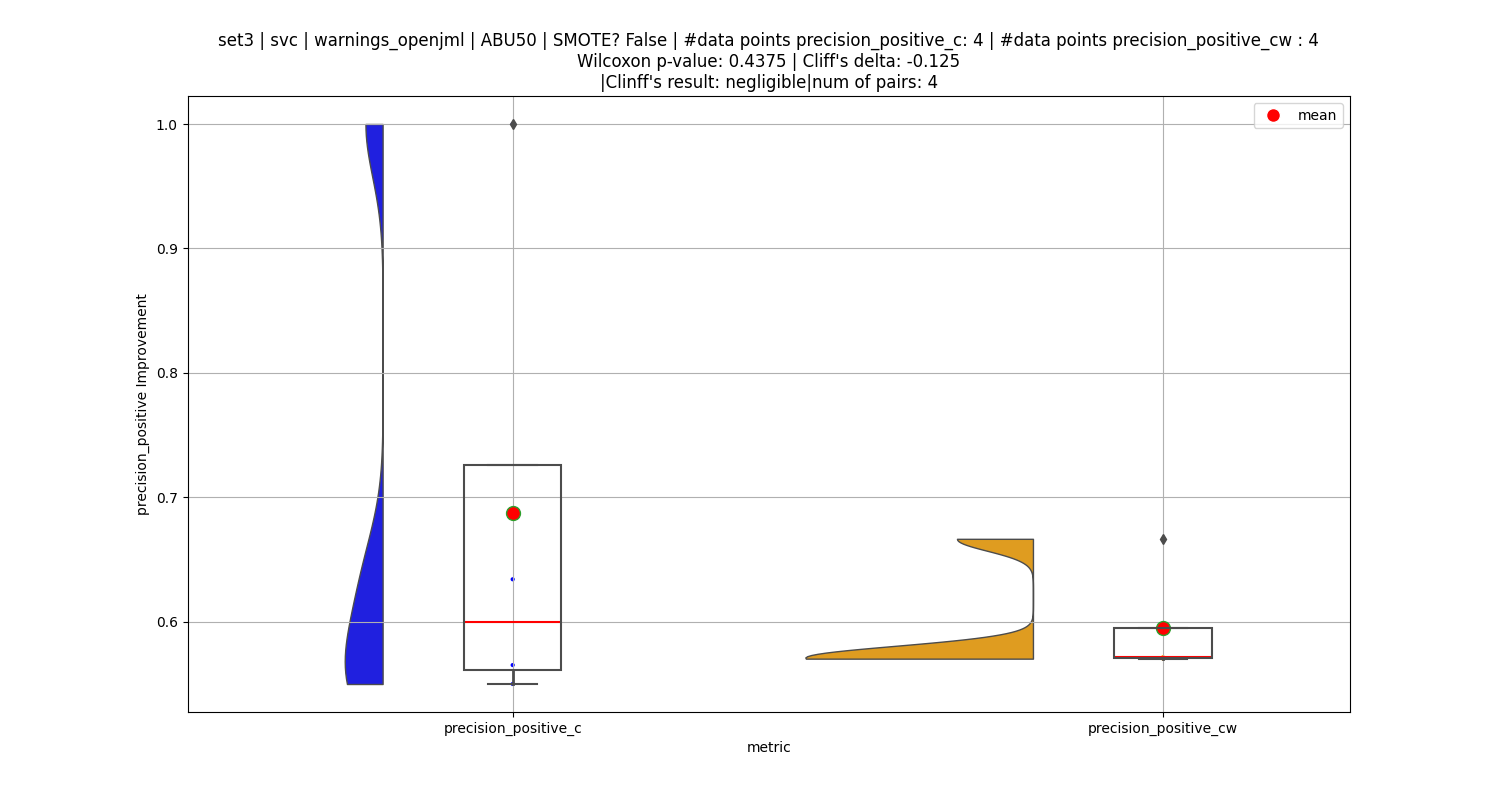 set3 | svc | warnings_openjml | ABU50 | SMOTE? False | #data points precision_positive_c: 4 | #data points precision_positive_cw : 4
Wilcoxon p-value: 0.4375 | Cliff's delta: -0.125
|Clinff's result: negligible|num of pairs: 4
mean
1.0
0.9
0.8
0.7
0.6
precision_positive Improvement
precision_positive_c
precision_positive_cw
metric